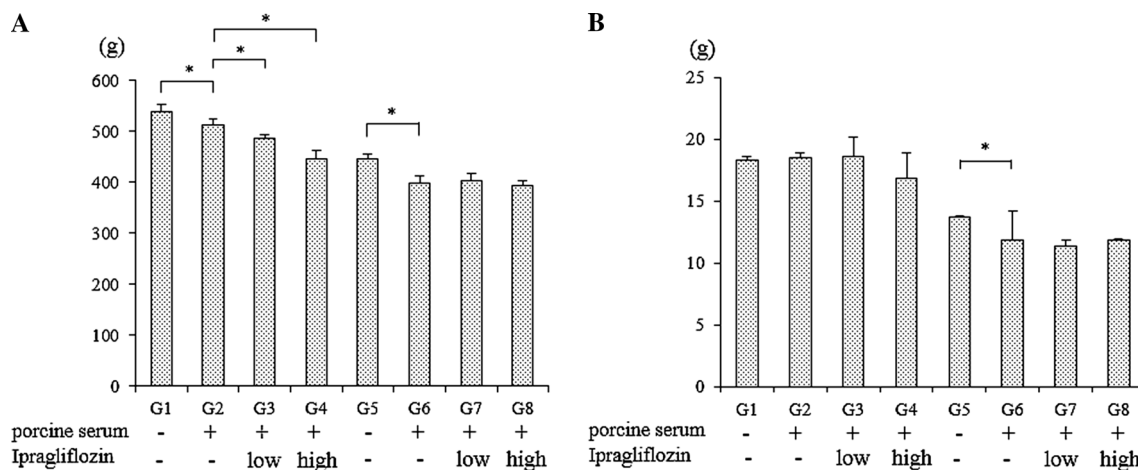 A
(g)
*
*
*
*
600
500
400
300
200
100
0
G1 G2 G3 G4 G5 G6 G7 G8
porcine serum - + + + - + + +
Ipragliflozin - - low high - - low high
B
(g)
*
25
20
15
10
5
0
G1 G2 G3 G4 G5 G6 G7 G8
porcine serum - + + + - + + +
Ipragliflozin - - low high - - low high